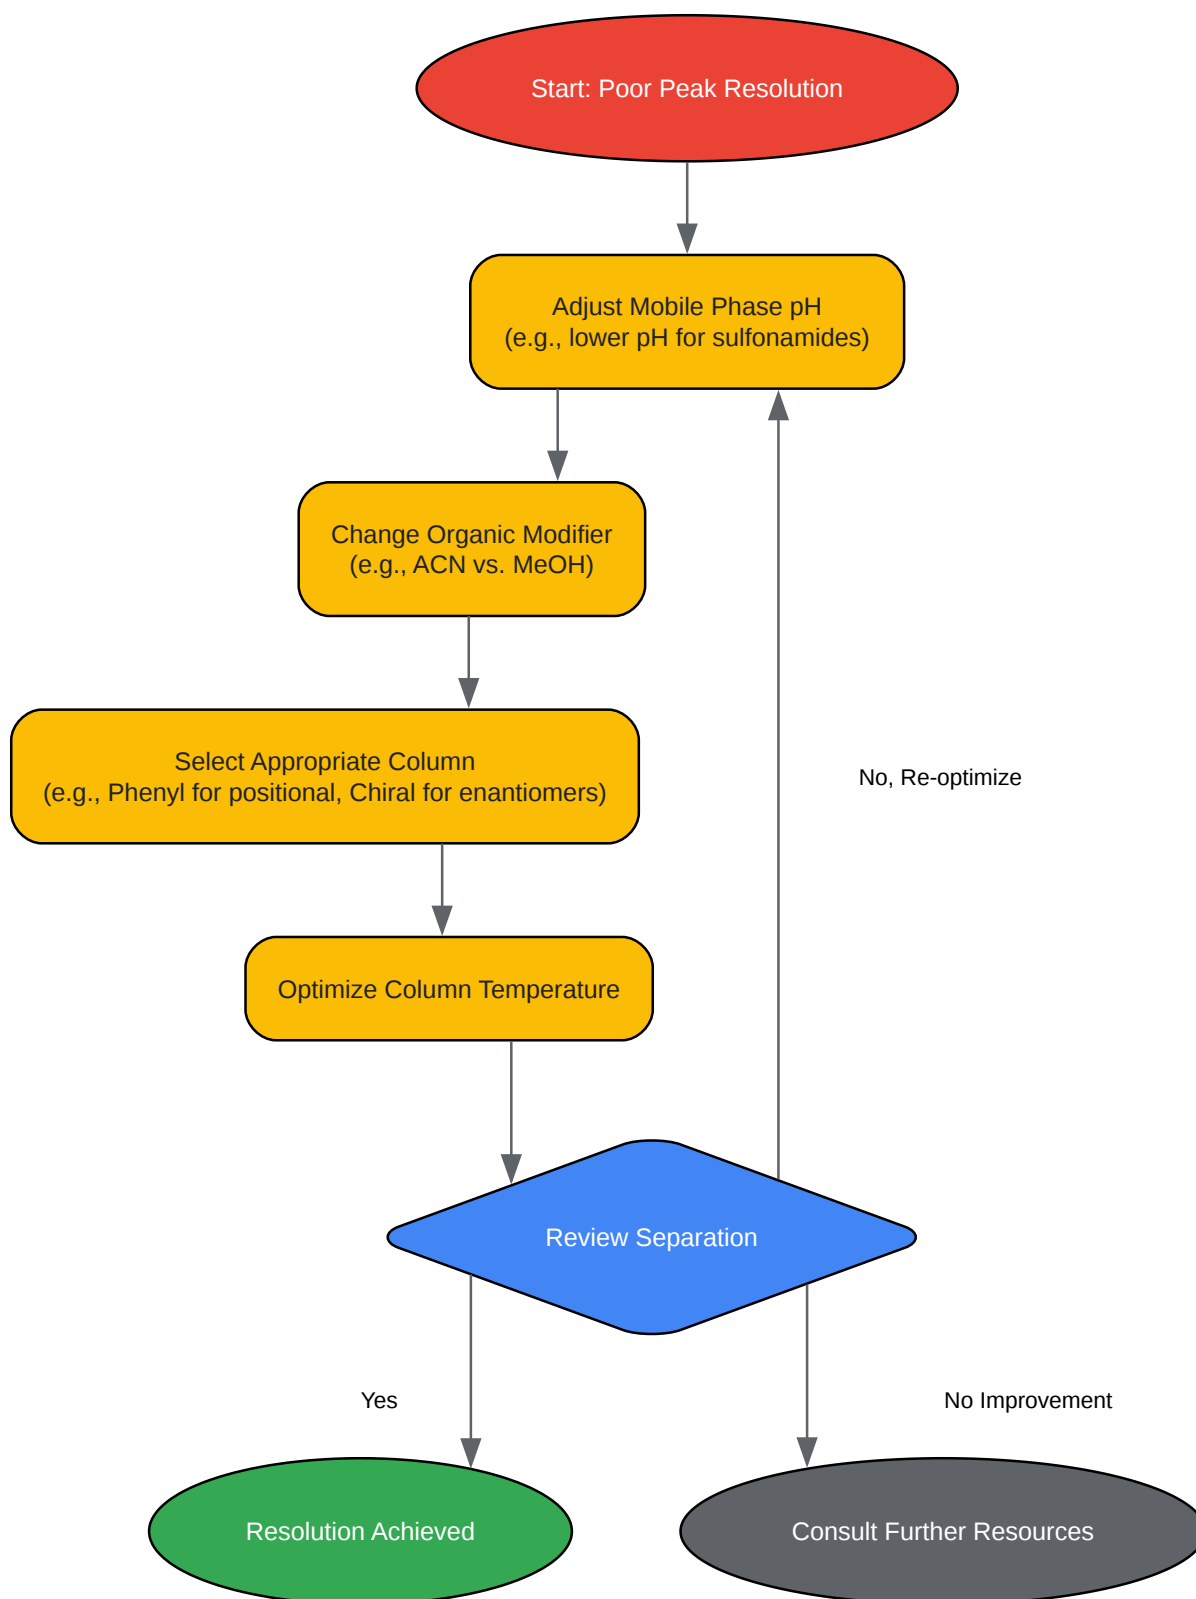 Start: Poor Peak Resolution
Adjust Mobile Phase pH
(e.g., lower pH for sulfonamides)
Change Organic Modifier
(e.g., ACN vs. MeOH)
Select Appropriate Column
(e.g., Phenyl for positional, Chiral for enantiomers)
No, Re-optimize
Optimize Column Temperature
Review Separation
Yes
No Improvement
Resolution Achieved
Consult Further Resources